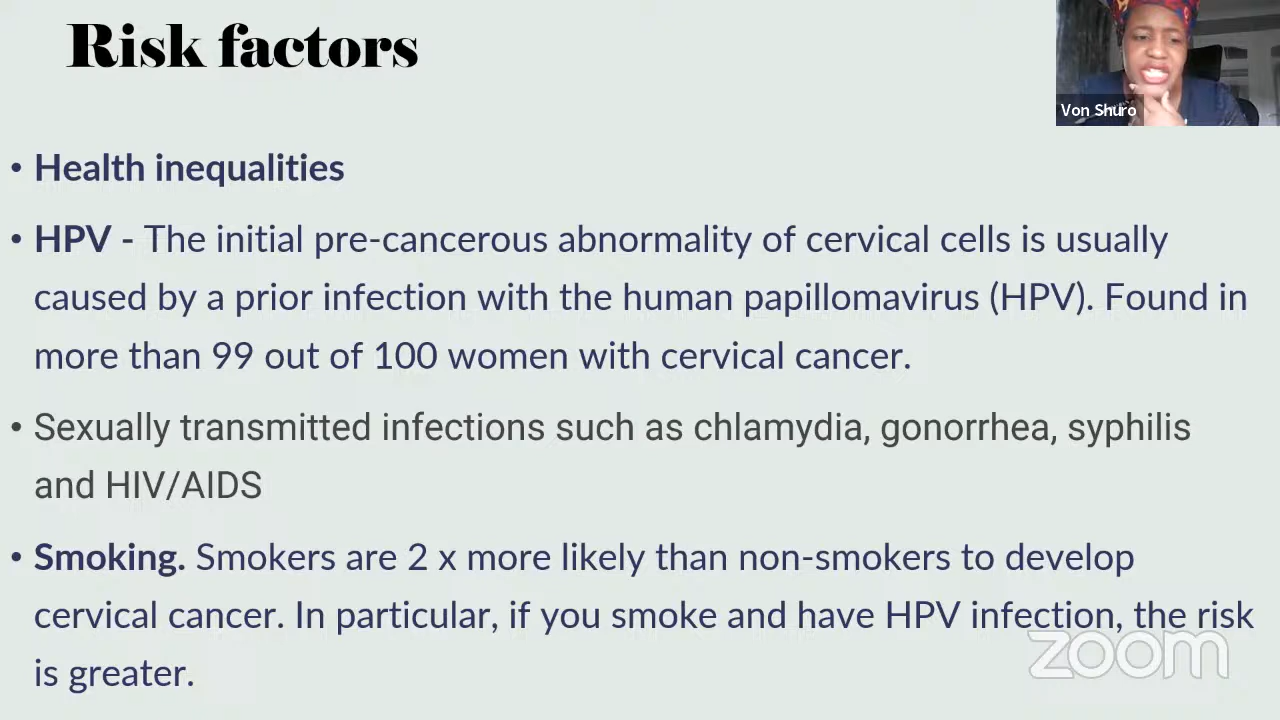 Risk factors
Von Shuro
• Health inequalities
• HPV - The initial pre-cancerous abnormality of cervical cells is usually
caused by a prior infection with the human papillomavirus (HPV). Found in
more than 99 out of 100 women with cervical cancer.
• Sexually transmitted infections such as chlamydia, gonorrhea, syphilis
and HIV/AIDS
• Smoking. Smokers are 2 x more likely than non-smokers to develop
cervical cancer. In particular, if you smoke and have HPV infection, the risk
is greater.
zoom